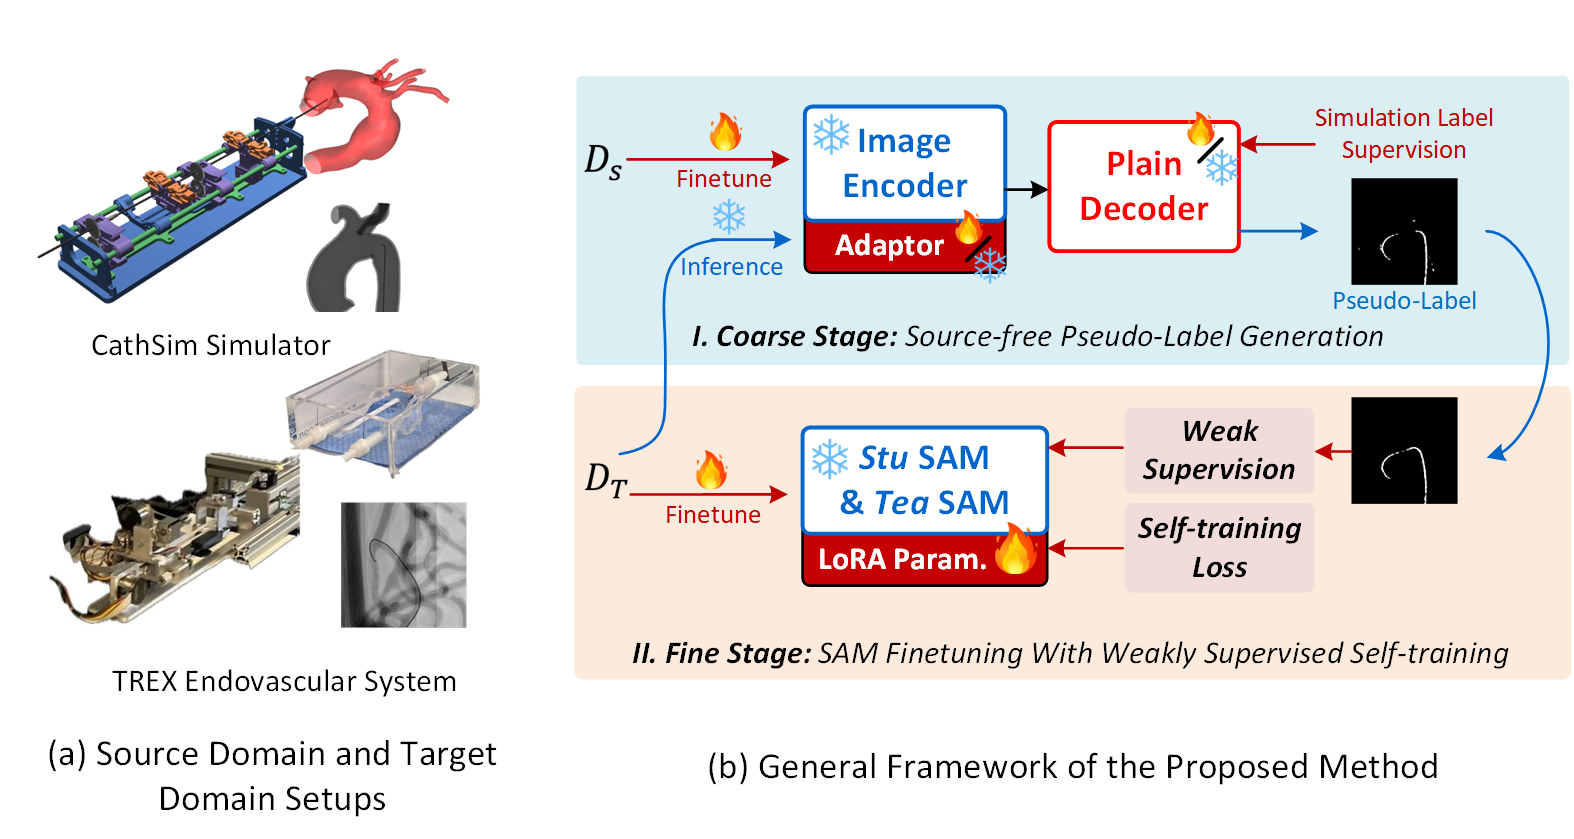 CathSim Simulator
TREX Endovascular System
(a) Source Domain and Target
Domain Setups
D_S
Finetune
Inference
Image
Encoder
Adaptor
Plain
Decoder
Simulation Label
Supervision
Pseudo-Label
I. Coarse Stage: Source-free Pseudo-Label Generation
D_T
Finetune
Stu SAM
& Tea SAM
LoRA Param.
Weak
Supervision
Self-training
Loss
II. Fine Stage: SAM Finetuning With Weakly Supervised Self-training
(b) General Framework of the Proposed Method